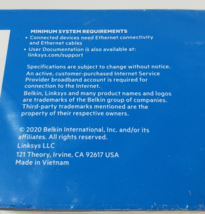 MINIMUM SYSTEM REQUIREMENTS
• Connected devices need Ethernet connectivity
and Ethernet cables
• User Documentation is also available at:
linksys.com/support
Specifications are subject to change without notice.
An active, customer-purchased Internet Service
Provider broadband account is required for
connection to the Internet.
Belkin, Linksys and many product names and logos
are trademarks of the Belkin group of companies.
Third-party trademarks mentioned are the
property of their respective owners.
© 2020 Belkin International, Inc. and/or its
affiliates. All rights reserved.
Linksys LLC
121 Theory, Irvine, CA 92617 USA
Made in Vietnam